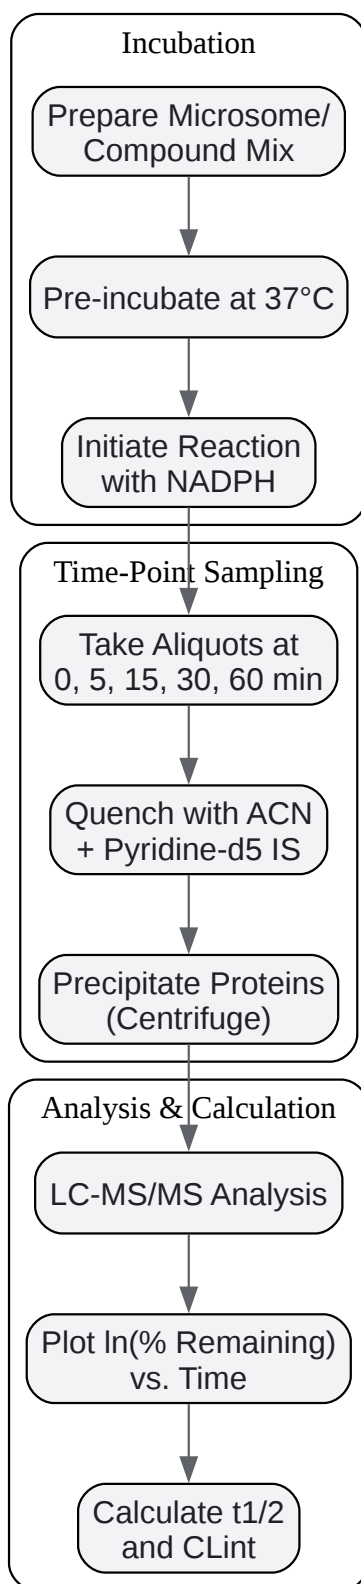 Incubation
Prepare Microsome/
Compound Mix
Pre-incubate at 37°C
Initiate Reaction
with NADPH
Time-Point Sampling
Take Aliquots at
0, 5, 15, 30, 60 min
Quench with ACN
+ Pyridine-d5 IS
Precipitate Proteins
(Centrifuge)
Analysis & Calculation
LC-MS/MS Analysis
Plot ln(% Remaining)
vs. Time
Calculate t1/2
and CLint